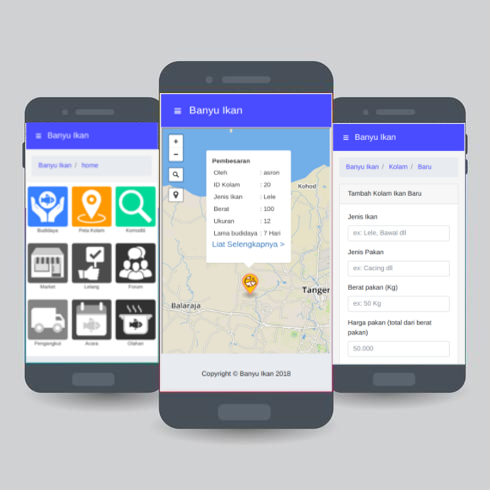 Banyu Ikan
Banyu Ikan / home
Budidaya
Peta Kolam
Komoditi
Market
Lelang
Forum
Pengangkut
Acara
Olahan
Banyu Ikan
+
−
Pembesaran
Oleh : asron
ID Kolam : 20
Jenis Ikan : Lele
Berat : 100
Ukuran : 12
Lama budidaya : 7 Hari
Liat Selengkapnya >
Kohod
Balaraja
Tanger
Copyright © Banyu Ikan 2018
Banyu Ikan
Banyu Ikan / Kolam / Baru
Tambah Kolam Ikan Baru
Jenis Ikan
ex: Lele, Bawal dll
Jenis Pakan
ex: Cacing dll
Berat pakan (Kg)
ex: 50 Kg
Harga pakan (total dari berat
pakan)
50.000